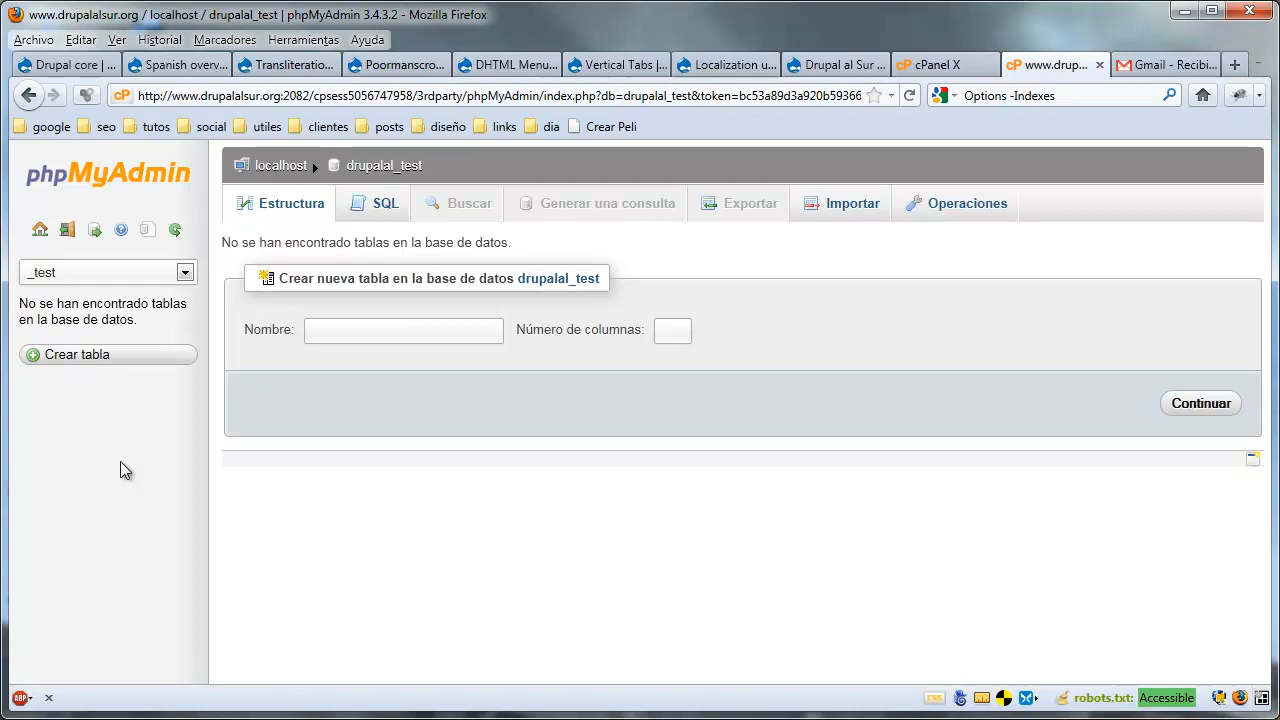 www.drupalalsur.org / localhost / drupalal_test | phpMyAdmin 3.4.3.2 - Mozilla Firefox
Archivo Editar Ver Historial Marcadores Herramientas Ayuda
Drupal core | ... Spanish overv... Transliteratio... Poormanscro... DHTML Menu... Vertical Tabs |... Localization u... Drupal al Sur ... cPanel X www.drup... Gmail - Recibi...
http://www.drupalalsur.org:2082/cpsess5056747958/3rdparty/phpMyAdmin/index.php?db=drupalal_test&token=bc53a89d3a925b59366 Options -Indexes
google seo tutos social utiles clientes posts diseño links dia Crear Peli
phpMyAdmin
localhost drupalal_test
Estructura SQL Buscar Generar una consulta Exportar Importar Operaciones
No se han encontrado tablas en la base de datos.
_test
Crear nueva tabla en la base de datos drupalal_test
No se han encontrado tablas
en la base de datos.
Nombre: Número de columnas:
Crear tabla
Continuar
ABP
CSS
robots.txt: Accessible